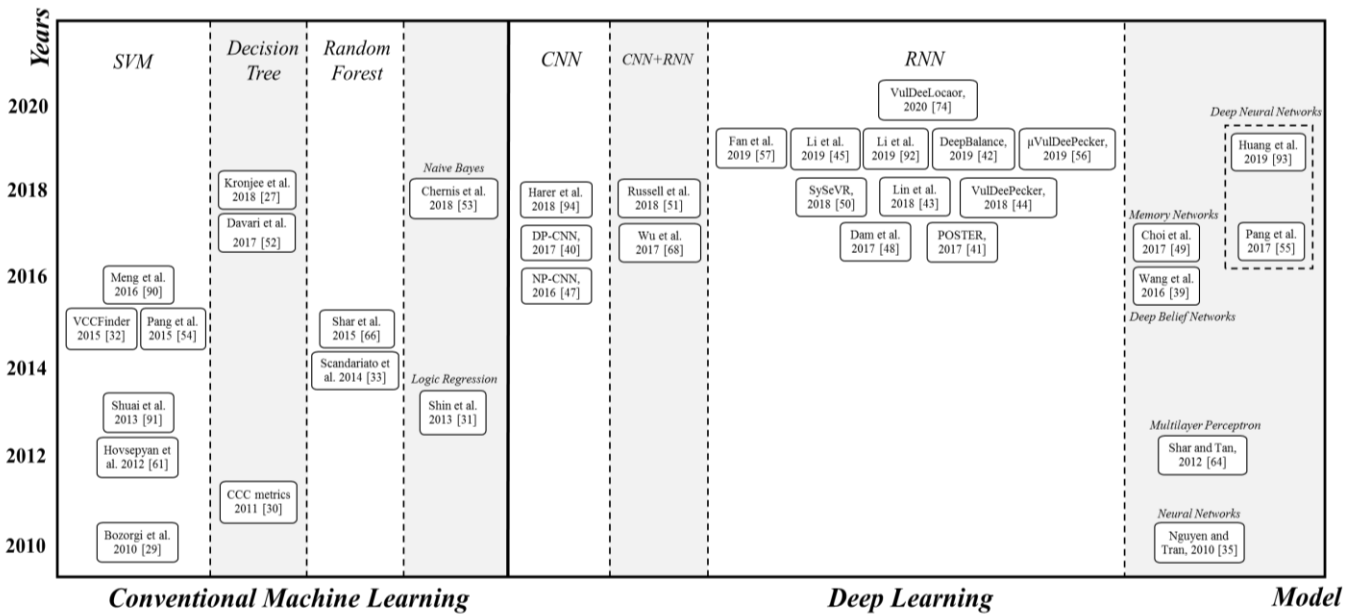 Years
2020
2018
2016
2014
2012
2010
SVM
Meng et al.
2016 [90]
VCCFinder
2015 [32]
Pang et al.
2015 [54]
Shuai et al.
2013 [91]
Hovsepyan et
al. 2012 [61]
Bozorgi et al.
2010 [29]
Decision
Tree
Kronjee et al.
2018 [27]
Davari et al.
2017 [52]
CCC metrics
2011 [30]
Random
Forest
Shar et al.
2015 [66]
Scandariato et
al. 2014 [33]
Naive Bayes
Chernis et al.
2018 [53]
Logic Regression
Shin et al.
2013 [31]
CNN
Harer et al.
2018 [94]
DP-CNN,
2017 [40]
NP-CNN,
2016 [47]
CNN+RNN
Russell et al.
2018 [51]
Wu et al.
2017 [68]
RNN
VulDeeLocaor,
2020 [74]
Fan et al.
2019 [57]
Li et al.
2019 [45]
Li et al.
2019 [92]
DeepBalance,
2019 [42]
μVulDeePecker,
2019 [56]
SySeVR,
2018 [50]
Lin et al.
2018 [43]
VulDeePecker,
2018 [44]
Dam et al.
2017 [48]
POSTER,
2017 [41]
Deep Neural Networks
Huang et al.
2019 [93]
Pang et al.
2017 [55]
Memory Networks
Choi et al.
2017 [49]
Wang et al.
2016 [39]
Deep Belief Networks
Multilayer Perceptron
Shar and Tan,
2012 [64]
Neural Networks
Nguyen and
Tran, 2010 [35]
Conventional Machine Learning
Deep Learning
Model